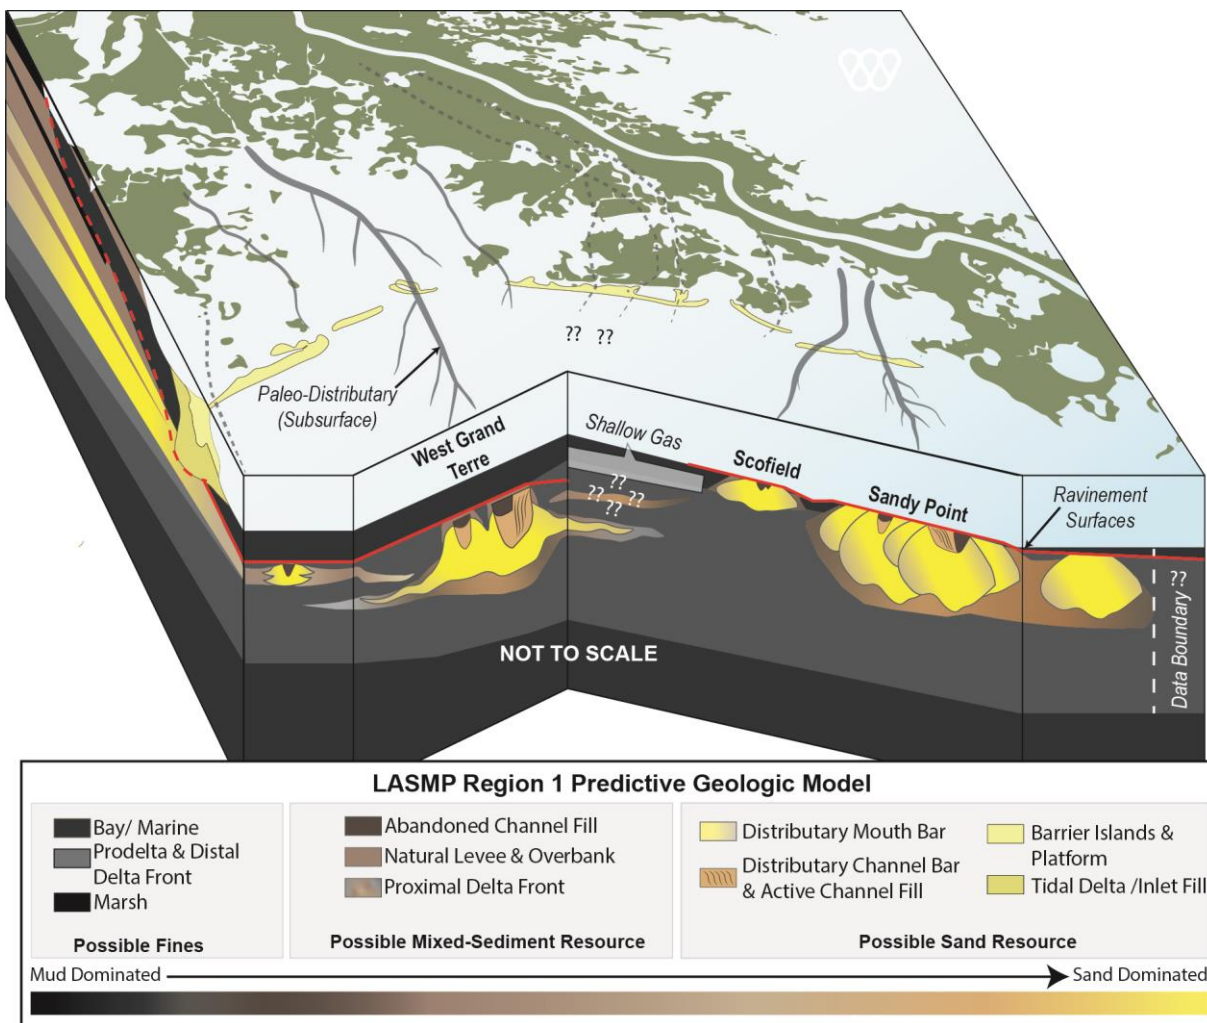 ?? ??
Paleo-Distributary
(Subsurface)
West Grand
Terre
Shallow Gas
??
?? ??
??
Scofield
Sandy Point
Ravinement
Surfaces
??
Data Boundary
NOT TO SCALE
LASMP Region 1 Predictive Geologic Model
Bay/ Marine
Prodelta & Distal
Delta Front
Marsh
Possible Fines
Abandoned Channel Fill
Natural Levee & Overbank
Proximal Delta Front
Possible Mixed-Sediment Resource
Distributary Mouth Bar
Distributary Channel Bar
& Active Channel Fill
Barrier Islands &
Platform
Tidal Delta /Inlet Fill
Possible Sand Resource
Mud Dominated
Sand Dominated